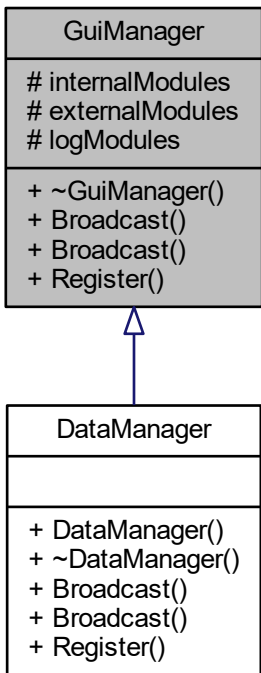 GuiManager
# internalModules
# externalModules
# logModules
+ ~GuiManager()
+ Broadcast()
+ Broadcast()
+ Register()
DataManager
+ DataManager()
+ ~DataManager()
+ Broadcast()
+ Broadcast()
+ Register()